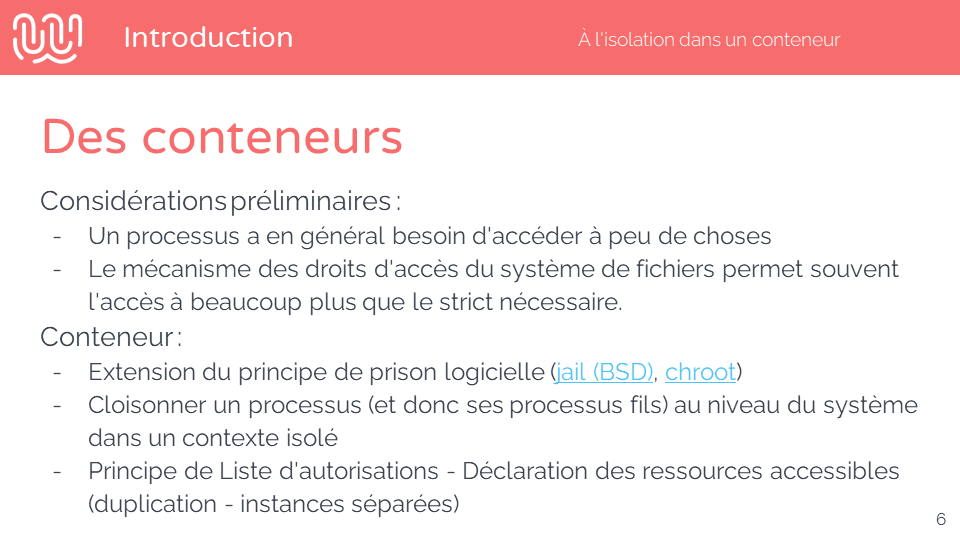 Introduction
À l'isolation dans un conteneur
Des conteneurs
Considérations préliminaires :
- Un processus a en général besoin d'accéder à peu de choses
- Le mécanisme des droits d'accès du système de fichiers permet souvent
l'accès à beaucoup plus que le strict nécessaire.
Conteneur :
- Extension du principe de prison logicielle (jail (BSD), chroot)
- Cloisonner un processus (et donc ses processus fils) au niveau du système
dans un contexte isolé
- Principe de Liste d'autorisations - Déclaration des ressources accessibles
(duplication - instances séparées)
6